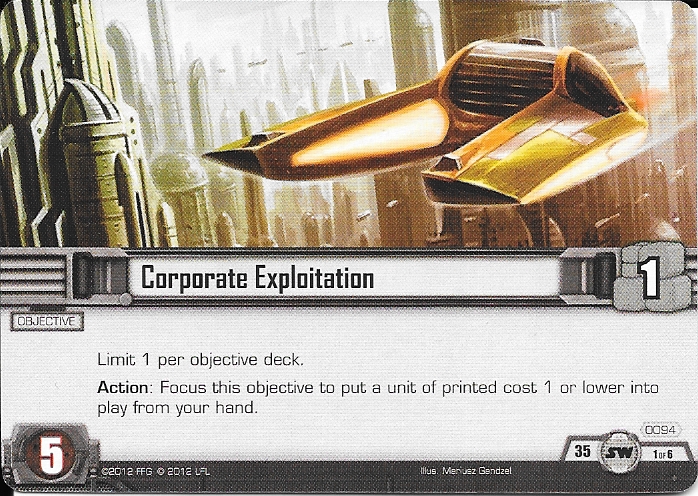 Corporate Exploitation
1
OBJECTIVE
Limit 1 per objective deck.
Action: Focus this objective to put a unit of printed cost 1 or lower into
play from your hand.
0094
5
35 SW 1 OF 6
©2012 FFG © 2012 LFL Illus. Mariusz Gandzel